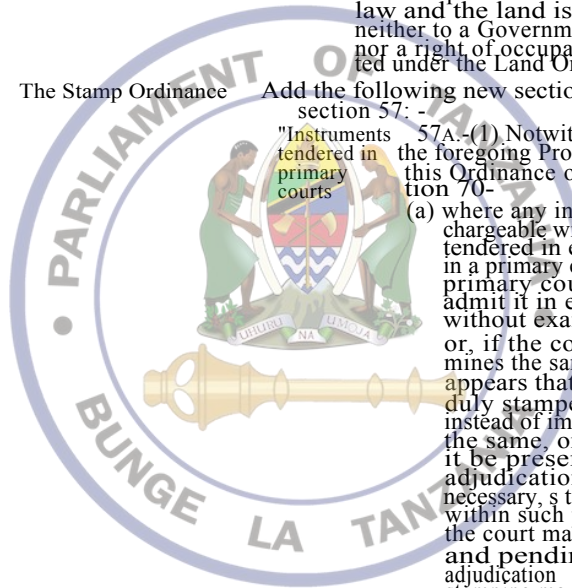 law and the land is
neither to a Governm
nor a right of occupa
ted under the Land Or
The Stamp Ordinance Add the following new sectio
section 57: -
"Instruments 57A.-(1) Notwit
tendered in the foregoing Pro
primary this Ordinance o
courts tion 70-
(a) where any in
chargeable w
tendered in e
in a primary c
primary cou
admit it in e
without exa
or, if the co
mines the sa
appears that
duly stampe
instead of im
the same, o
it be presen
adjudication
necessary, s t
within such
the court ma
and pendin
adjudication
PARLIAMENT OF TANZANIA
UHURU NA UMOJA
BUNGE LA TANZANIA